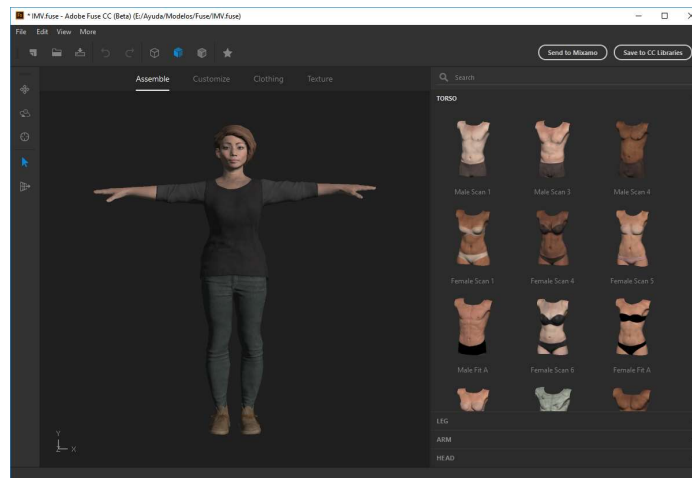 * IMV.fuse - Adobe Fuse CC (Beta) (E:/Ayuda/Modelos/Fuse/IMV.fuse)
File Edit View More
Send to Mixamo Save to CC Libraries
Assemble Customize Clothing Texture
Search
TORSO
Male Scan 1 Male Scan 3 Male Scan 4
Female Scan 1 Female Scan 4 Female Scan 5
Male Fit A Female Scan 6 Female Fit A
LEG
ARM
HEAD
Y
Z X